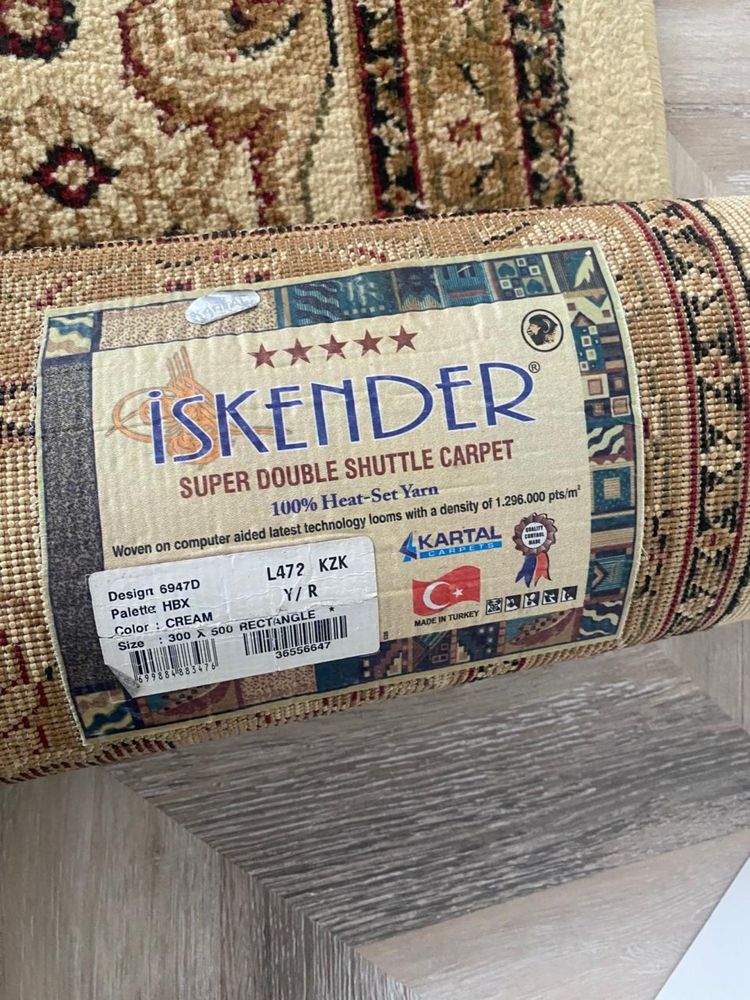 KARTAL
İSKENDER®
SUPER DOUBLE SHUTTLE CARPET
100% Heat-Set Yarn
Woven on computer aided latest technology looms with a density of 1.296.000 pts/m²
KARTAL
CARPETS
QUALITY
CONTROL
MADE
MADE IN TURKEY
Design 6947D
L472 KZK
Palette HBX
Y/ R
Color : CREAM
Size : 300 X 500 RECTANGLE *
699884883476
36556647